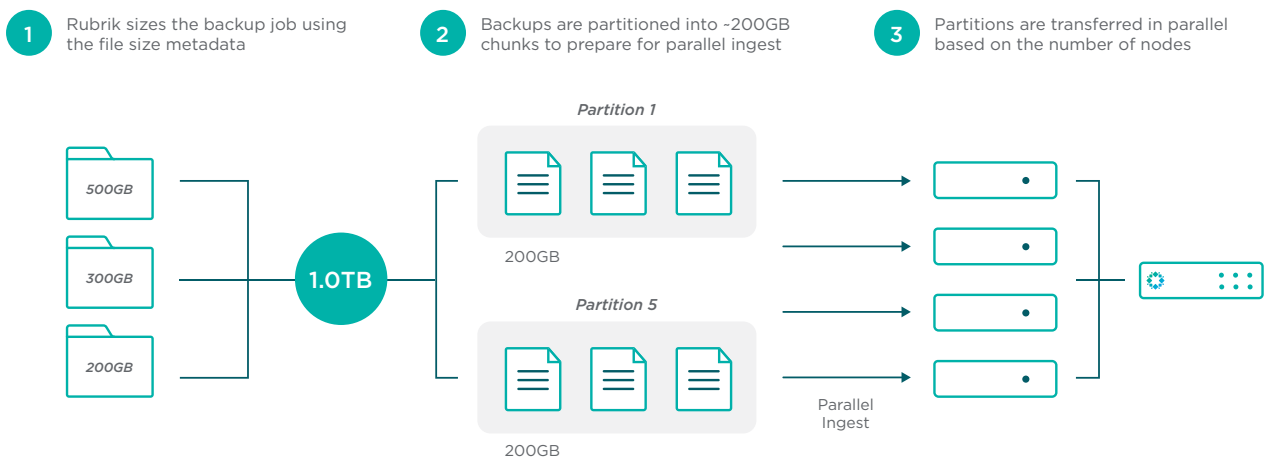 1
Rubrik sizes the backup job using
the file size metadata
2
Backups are partitioned into ~200GB
chunks to prepare for parallel ingest
3
Partitions are transferred in parallel
based on the number of nodes
500GB
300GB
200GB
1.0TB
Partition 1
200GB
Partition 5
200GB
Parallel
Ingest